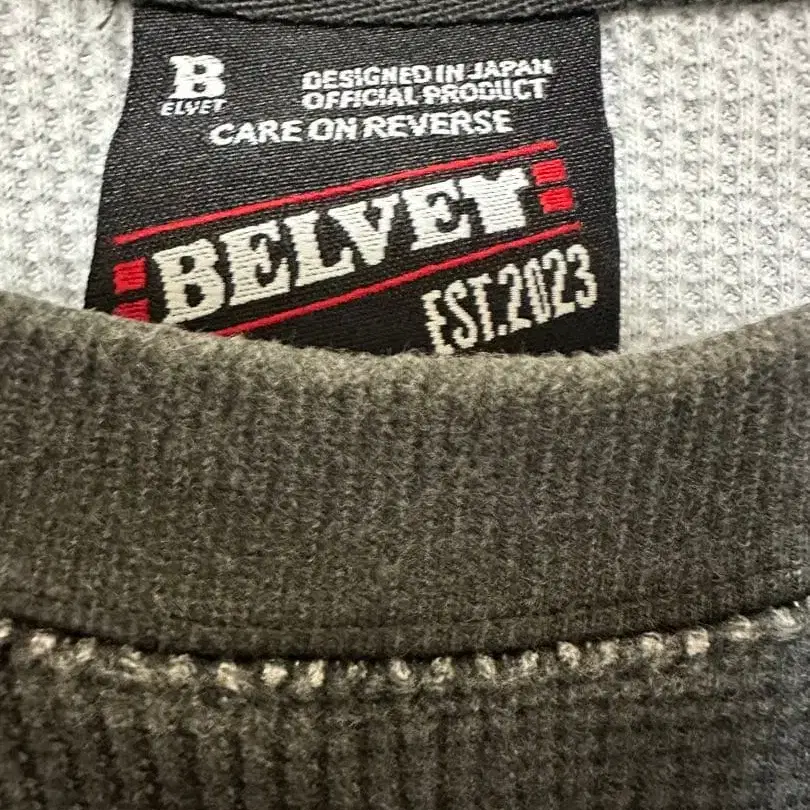 B
ELVET
DESIGNED IN JAPAN
OFFICIAL PRODUCT
CARE ON REVERSE
BELVET
EST.2023